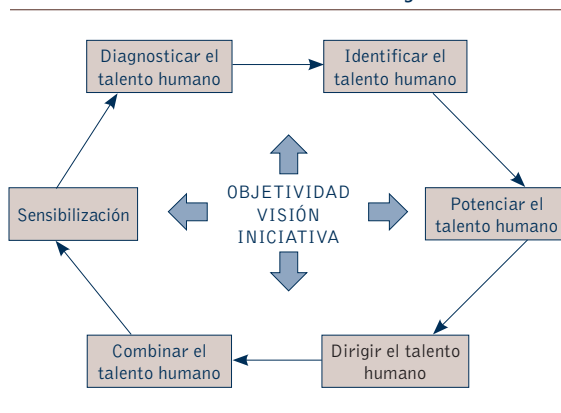 Diagnosticar el
talento humano
Identificar el
talento humano
Sensibilización
OBJETIVIDAD
VISIÓN
INICIATIVA
Potenciar el
talento humano
Combinar el
talento humano
Dirigir el talento
humano